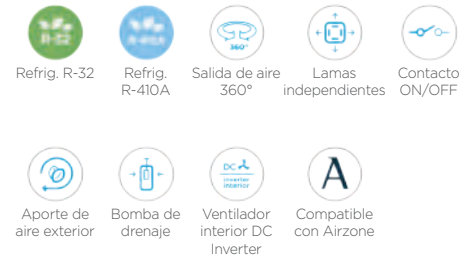 R-32
R-410A
360°
Refrig. R-32
Refrig.
R-410A
Salida de aire
360°
Lamas
independientes
Contacto
ON/OFF
DC
inverter
interior
A
Aporte de
aire exterior
Bomba de
drenaje
Ventilador
interior DC
Inverter
Compatible
con Airzone